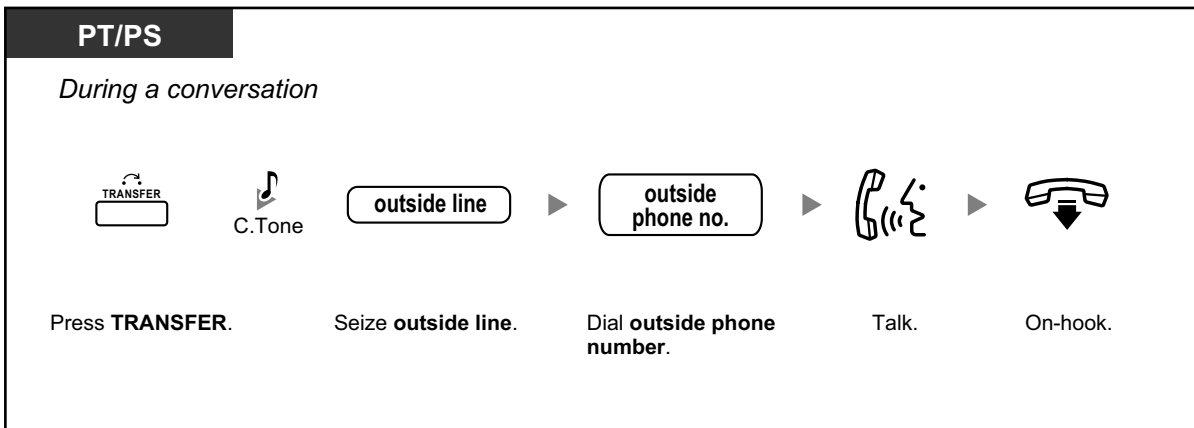 PT/PS
During a conversation
TRANSFER
C.Tone
outside line
outside
phone no.
Press TRANSFER.
Seize outside line.
Dial outside phone
number.
Talk.
On-hook.